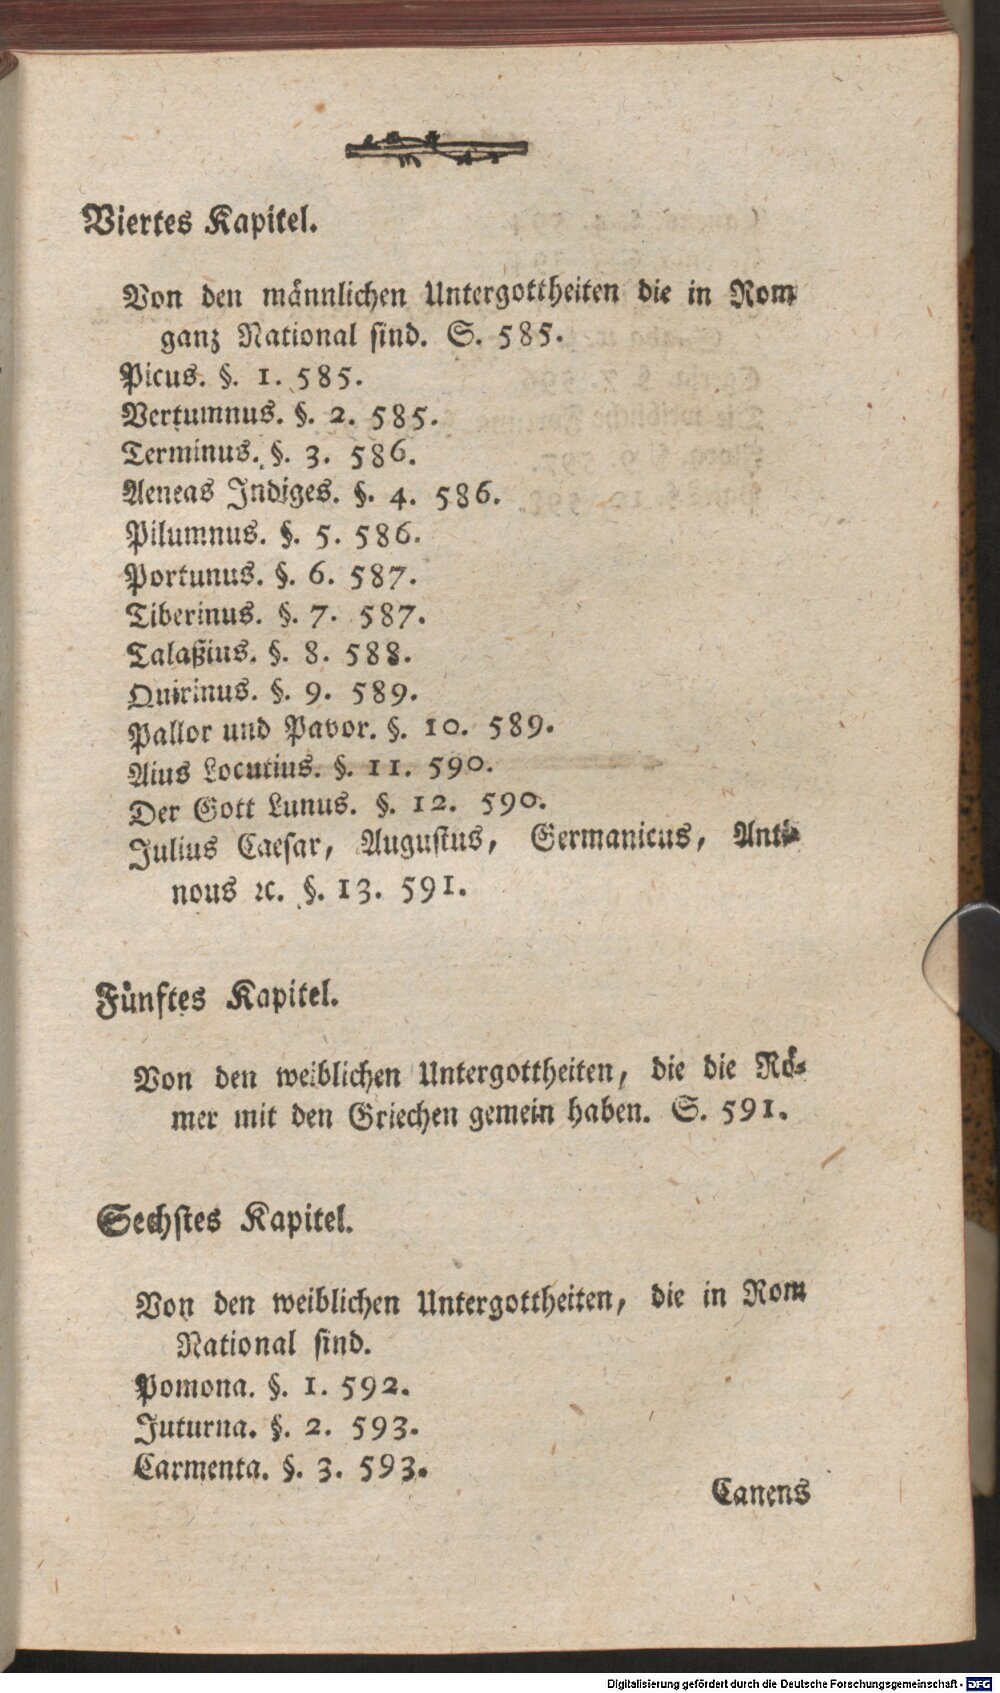 Viertes Kapitel.
Von den männlichen Untergottheiten die in Rom
ganz National sind. S. 585.
Picus. §. 1. 585.
Vertumnus. §. 2. 585.
Terminus. §. 3. 586.
Aeneas Indiges. §. 4. 586.
Pilumnus. §. 5. 586.
Portunus. §. 6. 587.
Tiberinus. §. 7. 587.
Talaßius. §. 8. 588.
Quirinus. §. 9. 589.
Pallor und Pavor. §. 10. 589.
Aius Locutius. §. 11. 590.
Der Gott Lunus. §. 12. 590.
Julius Caesar, Augustus, Germanicus, Anti-
nous ꝛc. §. 13. 591.
Fünftes Kapitel.
Von den weiblichen Untergottheiten, die die Rö-
mer mit den Griechen gemein haben. S. 591.
Sechstes Kapitel.
Von den weiblichen Untergottheiten, die in Rom
National sind.
Pomona. §. 1. 592.
Juturna. §. 2. 593.
Carmenta. §. 3. 593.
Canens
Digitalisierung gefördert durch die Deutsche Forschungsgemeinschaft - DFG